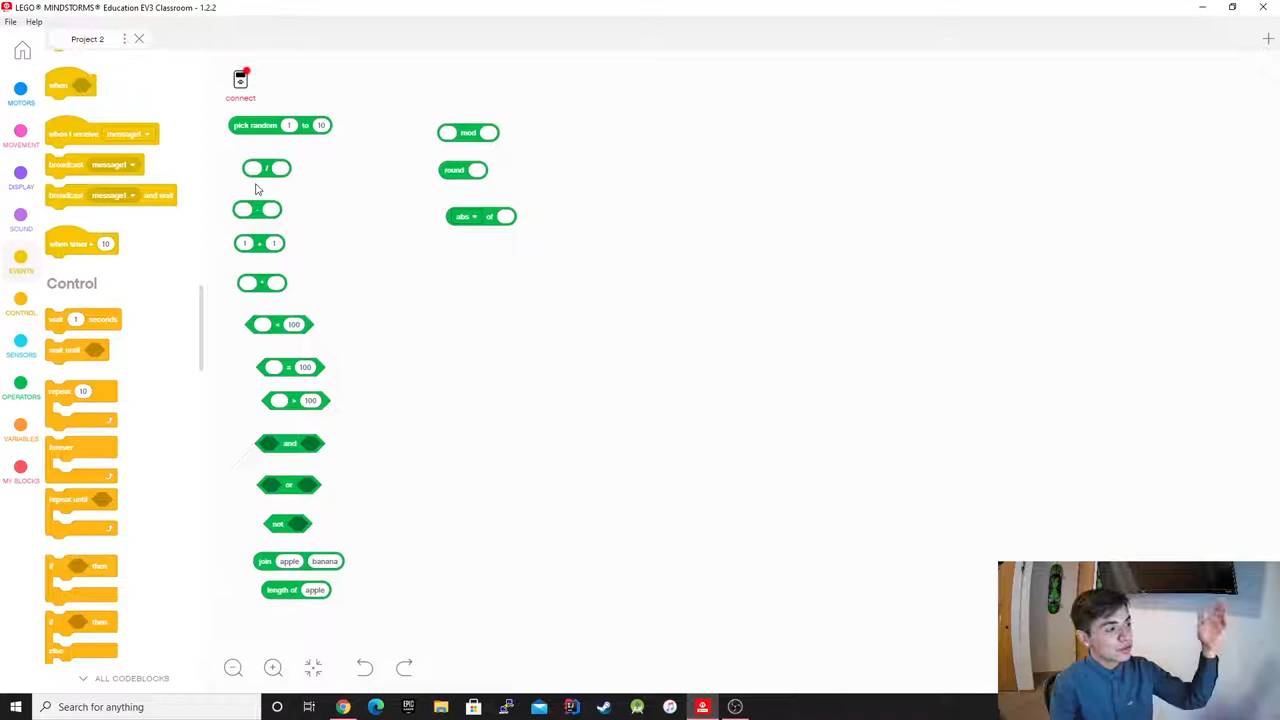 LEGO® MINDSTORMS® Education EV3 Classroom - 1.2.2
File Help
Project 2
MOTORS
MOVEMENT
DISPLAY
SOUND
EVENTS
CONTROL
SENSORS
OPERATORS
VARIABLES
MY BLOCKS
when
when I receive message1
broadcast message1
broadcast message1 and wait
when timer > 10
Control
wait 1 seconds
wait until
repeat 10
forever
repeat until
if then
if then
else
ALL CODEBLOCKS
connect
pick random 1 to 10
/
-
1 + 1
*
< 100
= 100
> 100
and
or
not
join apple banana
length of apple
mod
round
abs of
Search for anything
EPIC
GAMES